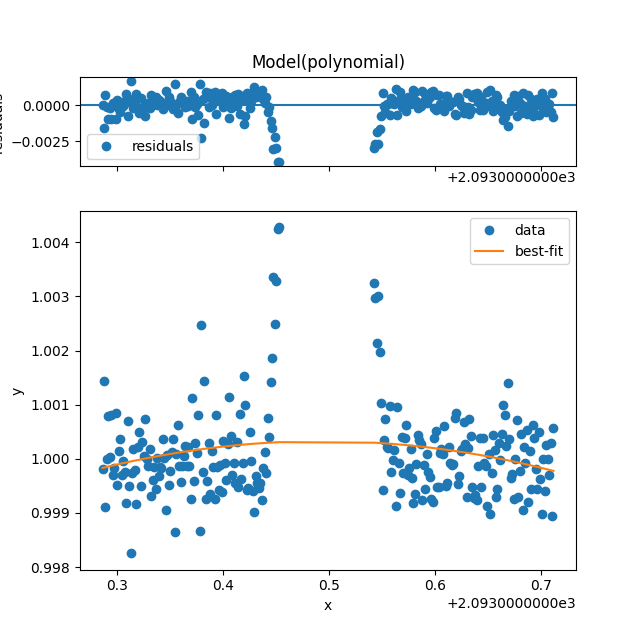 Model(polynomial)
0.0000
−0.0025
residuals
residuals
+2.0930000000e3
1.004
1.003
1.002
1.001
1.000
0.999
0.998
y
data
best-fit
0.3 0.4 0.5 0.6 0.7
x
+2.0930000000e3